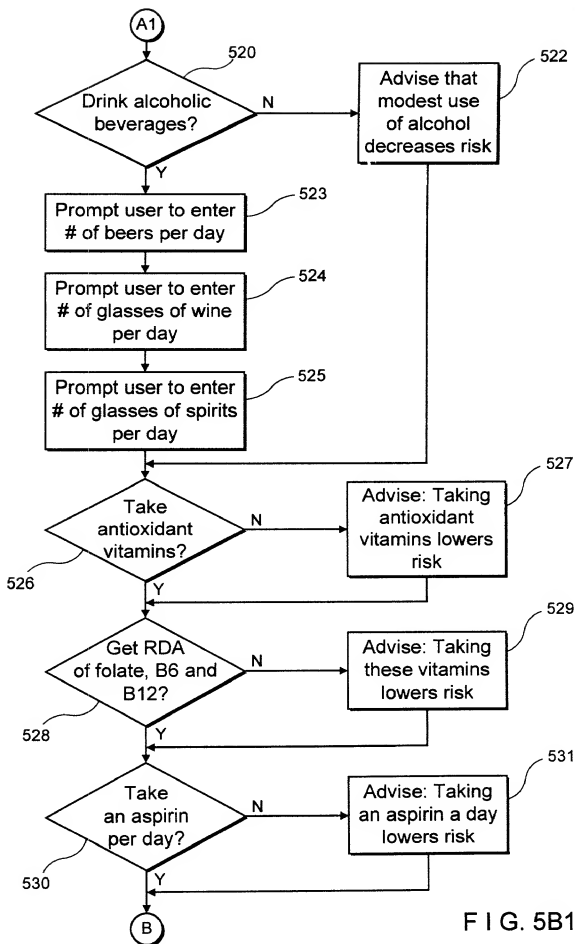 A1
520
Drink alcoholic
beverages?
N
Y
522
Advise that
modest use
of alcohol
decreases risk
523
Prompt user to enter
# of beers per day
524
Prompt user to enter
# of glasses of wine
per day
525
Prompt user to enter
# of glasses of spirits
per day
Take
antioxidant
vitamins?
N
Y
526
527
Advise: Taking
antioxidant
vitamins lowers
risk
Get RDA
of folate, B6 and
B12?
N
Y
528
529
Advise: Taking
these vitamins
lowers risk
Take
an aspirin
per day?
N
Y
530
531
Advise: Taking
an aspirin a day
lowers risk
B
F I G. 5B1